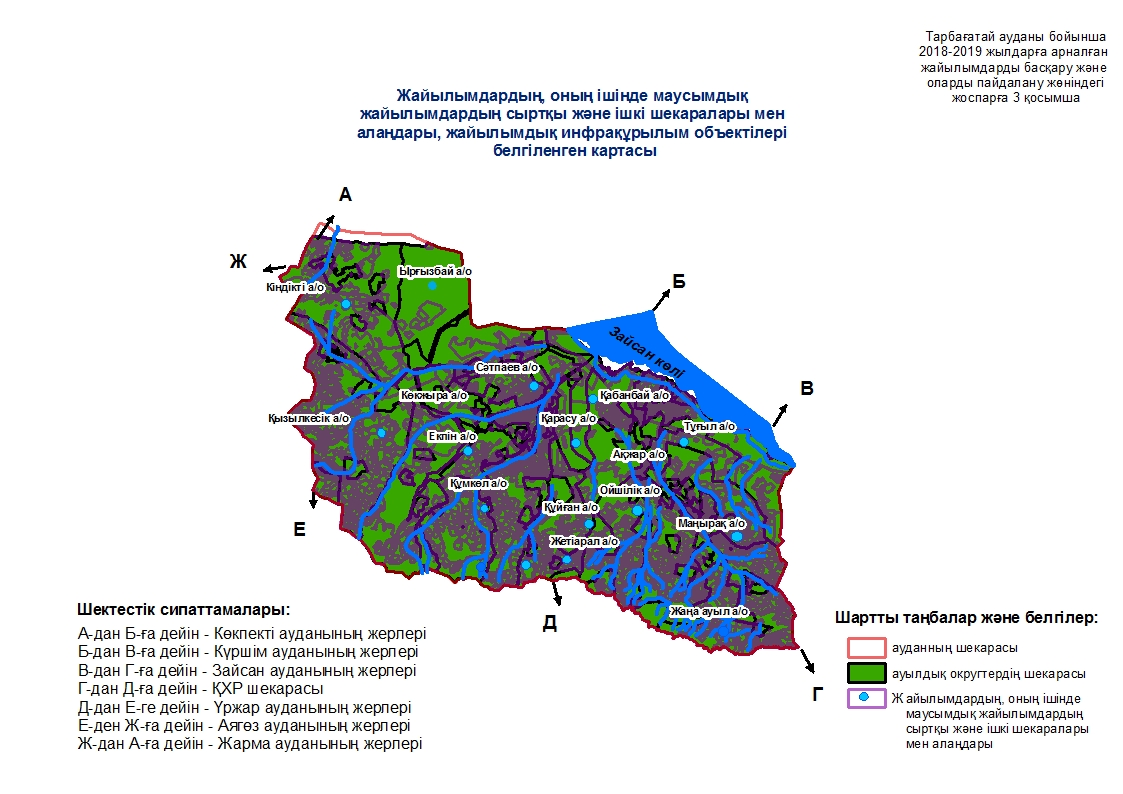 Тарбағатай ауданы бойынша
2018-2019 жылдарға арналған
жайылымдарды басқару және
оларды пайдалану жөніндегі
жоспарға 3 қосымша
Жайылымдардың, оның ішінде маусымдық
жайылымдардың сыртқы және ішкі шекаралары мен
алаңдары, жайылымдық инфрақұрылым объектілері
белгіленген картасы
А
Ж
Ырғызбай а/о
Кіндікті а/о
Б
Зайсан көлі
Сәтпаев а/о
В
Көкжыра а/о
Қабанбай а/о
Қызылкесік а/о
Қарасу а/о
Тұғыл а/о
Екпін а/о
Ақжар а/о
Құмкөл а/о
Ойшілік а/о
Құйған а/о
Маңырақ а/о
Е
Жетіарал а/о
Жаңа ауыл а/о
Д
Г
Шектестік сипаттамалары:
А-дан Б-ға дейін - Көкпекті ауданының жерлері
Б-дан В-ға дейін - Күршім ауданының жерлері
В-дан Г-ға дейін - Зайсан ауданының жерлері
Г-дан Д-ға дейін - ҚХР шекарасы
Д-дан Е-ге дейін - Үржар ауданының жерлері
Е-ден Ж-ға дейін - Аягөз ауданының жерлері
Ж-дан А-ға дейін - Жарма ауданының жерлері
Шартты таңбалар және белгілер:
ауданның шекарасы
ауылдық округтердің шекарасы
Ж айылымдардың, оның ішінде
маусымдық жайылымдардың
сыртқы және ішкі шекаралары
мен алаңдары